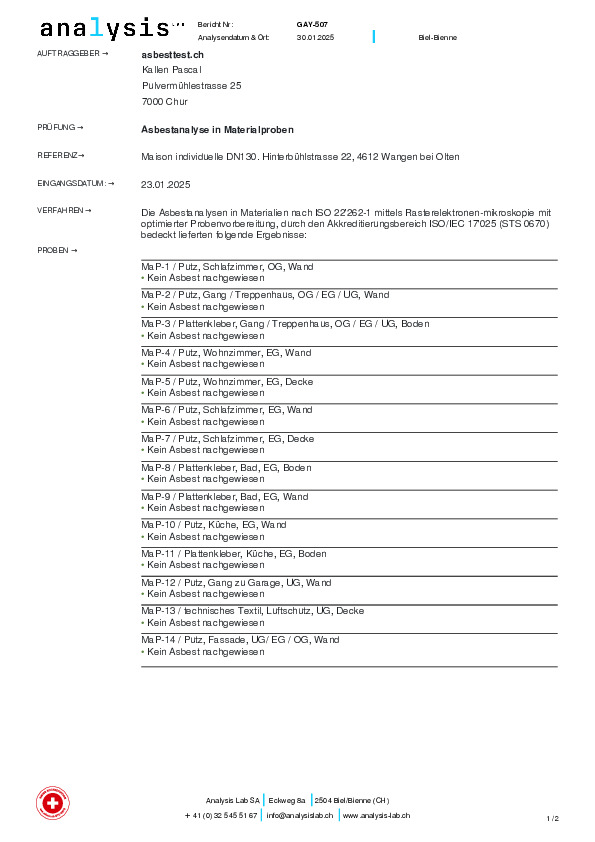 analysis
Bericht Nr: GAY-507
Analysendatum & Ort: 30.01.2025 Biel-Bienne
AUFTRAGGEBER → asbesttest.ch
Kallen Pascal
Pulvermühlestrasse 25
7000 Chur
PRÜFUNG → Asbestanalyse in Materialproben
REFERENZ→ Maison individuelle DN130. Hinterbühlstrasse 22, 4612 Wangen bei Olten
EINGANGSDATUM: → 23.01.2025
VERFAHREN → Die Asbestanalysen in Materialien nach ISO 22'262-1 mittels Rasterelektronen-mikroskopie mit
optimierter Probenvorbereitung, durch den Akkreditierungsbereich ISO/IEC 17025 (STS 0670)
bedeckt lieferten folgende Ergebnisse:
PROBEN →
MaP-1 / Putz, Schlafzimmer, OG, Wand
• Kein Asbest nachgewiesen
MaP-2 / Putz, Gang / Treppenhaus, OG / EG / UG, Wand
• Kein Asbest nachgewiesen
MaP-3 / Plattenkleber, Gang / Treppenhaus, OG / EG / UG, Boden
• Kein Asbest nachgewiesen
MaP-4 / Putz, Wohnzimmer, EG, Wand
• Kein Asbest nachgewiesen
MaP-5 / Putz, Wohnzimmer, EG, Decke
• Kein Asbest nachgewiesen
MaP-6 / Putz, Schlafzimmer, EG, Wand
• Kein Asbest nachgewiesen
MaP-7 / Putz, Schlafzimmer, EG, Decke
• Kein Asbest nachgewiesen
MaP-8 / Plattenkleber, Bad, EG, Boden
• Kein Asbest nachgewiesen
MaP-9 / Plattenkleber, Bad, EG, Wand
• Kein Asbest nachgewiesen
MaP-10 / Putz, Küche, EG, Wand
• Kein Asbest nachgewiesen
MaP-11 / Plattenkleber, Küche, EG, Boden
• Kein Asbest nachgewiesen
MaP-12 / Putz, Gang zu Garage, UG, Wand
• Kein Asbest nachgewiesen
MaP-13 / technisches Textil, Luftschutz, UG, Decke
• Kein Asbest nachgewiesen
MaP-14 / Putz, Fassade, UG/ EG / OG, Wand
• Kein Asbest nachgewiesen
Analysis Lab SA | Eckweg 8a | 2504 Biel/Bienne (CH)
+ 41 (0) 32 545 51 67 | info@analysislab.ch | www.analysis-lab.ch
1 / 2